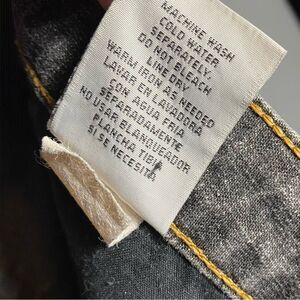 MACHINE WASH
COLD WATER
SEPARATELY.
DO NOT BLEACH
LINE DRY
WARM IRON AS NEEDED
LAVAR EN LAVADORA
CON AGUA FRIA
SEPARADAMENTE
NO USAR BLANQUEADOR
PLANCHA TIBIA
SI SE NECESITA